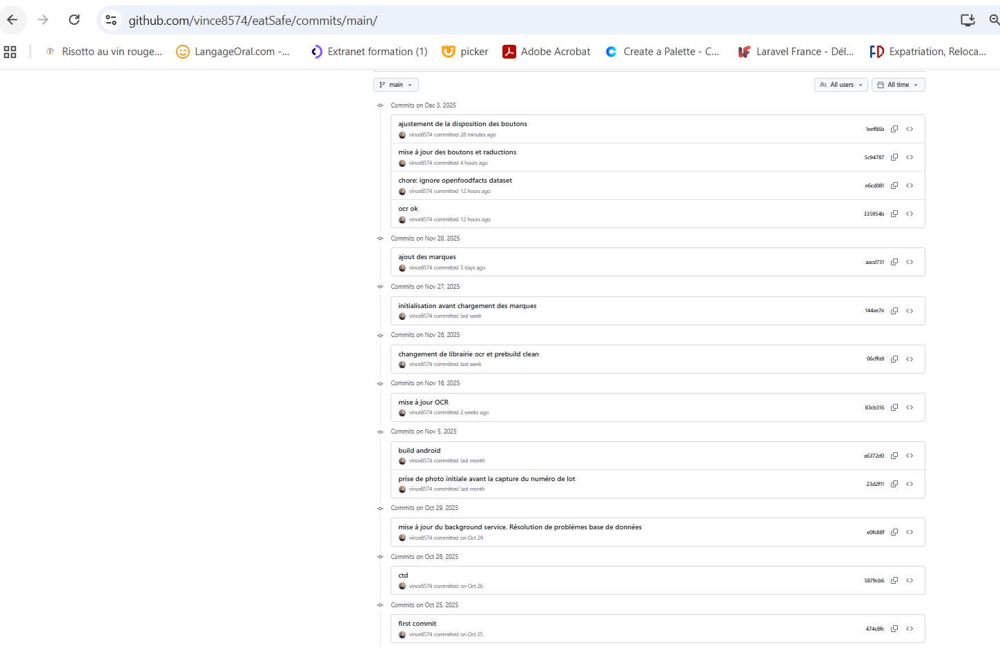 github.com/vince8574/eatSafe/commits/main/
Risotto au vin rouge...
LangageOral.com -...
Extranet formation (1)
picker
Adobe Acrobat
Create a Palette - C...
Laravel France - Dél...
Expatriation, Reloca...
main
All users
All time
Commits on Dec 3, 2025
ajustement de la disposition des boutons
vince8574 committed 28 minutes ago
1eef86b
mise à jour des boutons et raductions
vince8574 committed 4 hours ago
5c94787
chore: ignore openfoodfacts dataset
vince8574 committed 12 hours ago
e6cd081
ocr ok
vince8574 committed 12 hours ago
335954b
Commits on Nov 28, 2025
ajout des marques
vince8574 committed 5 days ago
aacd731
Commits on Nov 27, 2025
initialisation avant chargement des marques
vince8574 committed last week
144ae7e
Commits on Nov 26, 2025
changement de librairie ocr et prebuild clean
vince8574 committed last week
06cffa9
Commits on Nov 16, 2025
mise à jour OCR
vince8574 committed 2 weeks ago
83cb316
Commits on Nov 5, 2025
build android
vince8574 committed last month
a6372d0
prise de photo initiale avant la capture du numéro de lot
vince8574 committed last month
23d2f11
Commits on Oct 29, 2025
mise à jour du background service. Résolution de problèmes base de données
vince8574 committed on Oct 29
e0fc88f
Commits on Oct 26, 2025
ctd
vince8574 committed on Oct 26
5879cb6
Commits on Oct 25, 2025
first commit
vince8574 committed on Oct 25
474c8fc